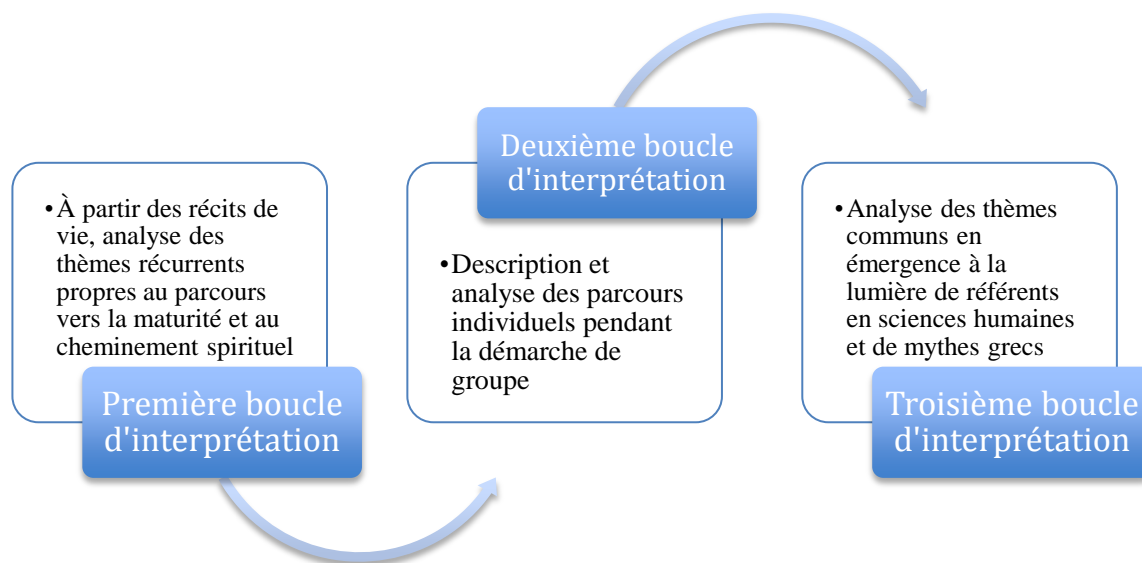 •À partir des récits de
vie, analyse des
thèmes récurrents
propres au parcours
vers la maturité et au
cheminement spirituel
Première boucle
d'interprétation
Deuxième boucle
d'interprétation
•Description et
analyse des parcours
individuels pendant
la démarche de
groupe
•Analyse des thèmes
communs en
émergence à la
lumière de référents
en sciences humaines
et de mythes grecs
Troisième boucle
d'interprétation